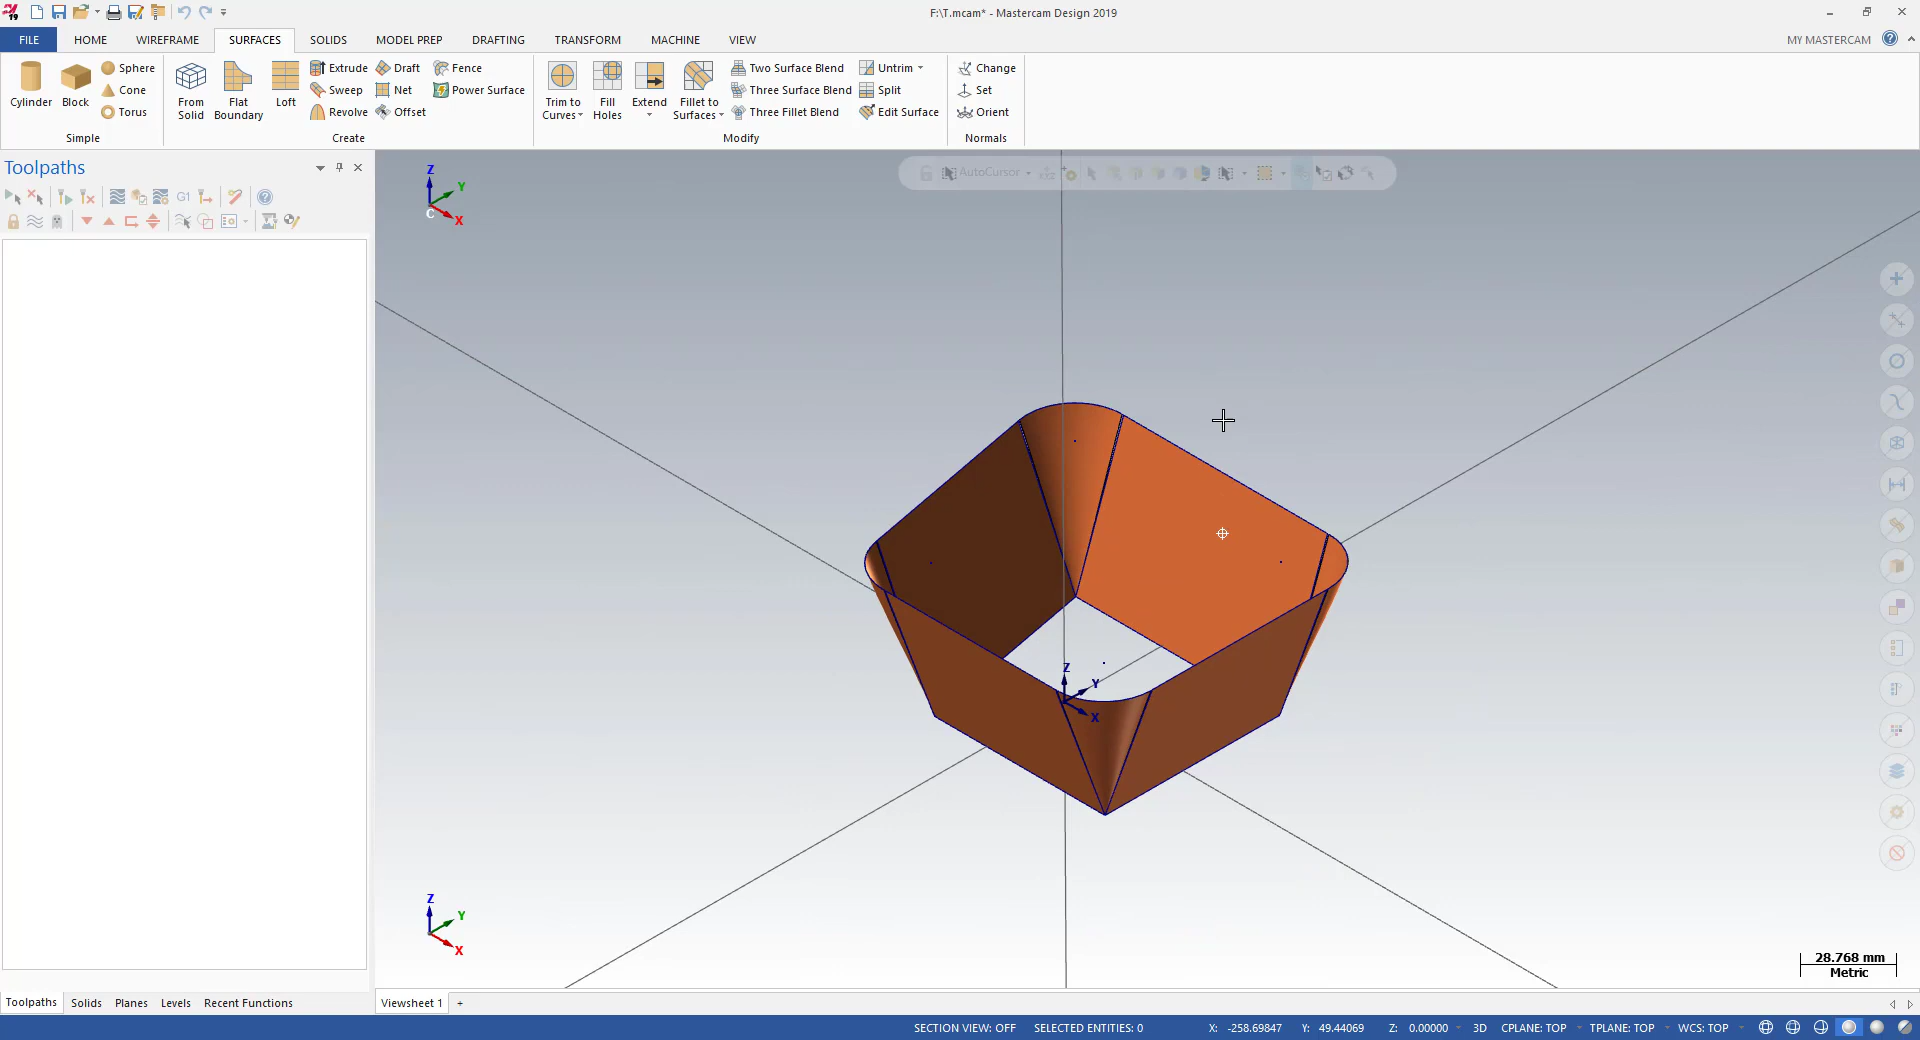 19
F:\T.mcam* - Mastercam Design 2019
FILE HOME WIREFRAME SURFACES SOLIDS MODEL PREP DRAFTING TRANSFORM MACHINE VIEW MY MASTERCAM
Cylinder Block Sphere Cone Torus
Simple
From Solid Flat Boundary Loft Extrude Sweep Revolve Draft Net Offset Fence Power Surface
Create
Trim to Curves Fill Holes Extend Fillet to Surfaces Two Surface Blend Three Surface Blend Three Fillet Blend Untrim Split Edit Surface
Modify
Change Set Orient
Normals
Toolpaths
G1
AutoCursor
XYZ
Z
Y
C
X
Z
Y
X
Z
Y
X
28.768 mm
Metric
Toolpaths Solids Planes Levels Recent Functions Viewsheet 1 +
SECTION VIEW: OFF SELECTED ENTITIES: 0 X: -258.69847 Y: 49.44069 Z: 0.00000 3D CPLANE: TOP TPLANE: TOP WCS: TOP